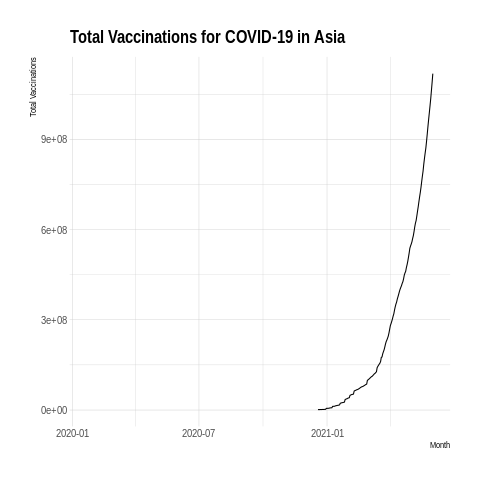 Total Vaccinations for COVID-19 in Asia
Total Vaccinations
9e+08
6e+08
3e+08
0e+00
2020-01 2020-07 2021-01
Month